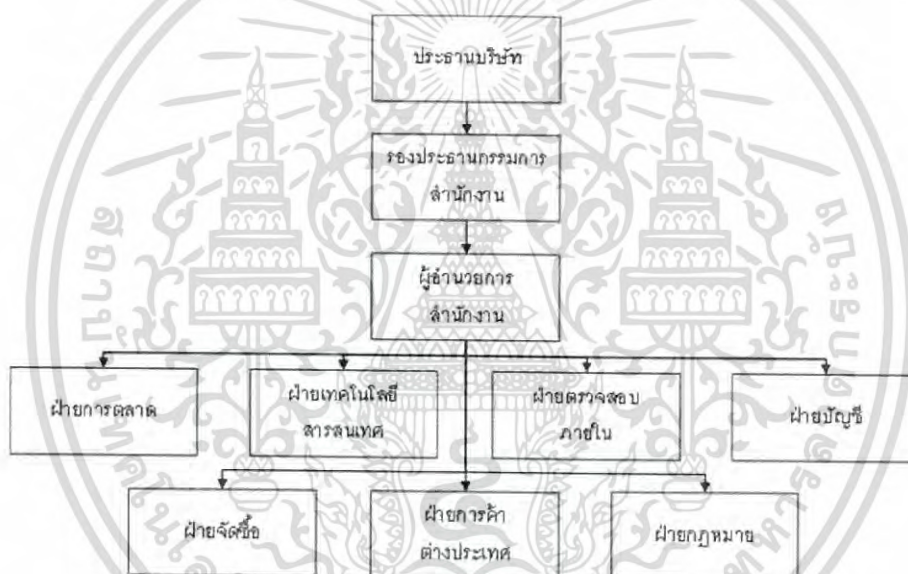 ประธานบริษัท
รองประธานกรรมการ
สำนักงาน
ผู้อำนวยการ
สำนักงาน
ฝ่ายการตลาด
ฝ่ายเทคโนโลยี
สารสนเทศ
ฝ่ายตรวจสอบ
ภายใน
ฝ่ายบัญชี
ฝ่ายจัดซื้อ
ฝ่ายการค้า
ต่างประเทศ
ฝ่ายกฎหมาย